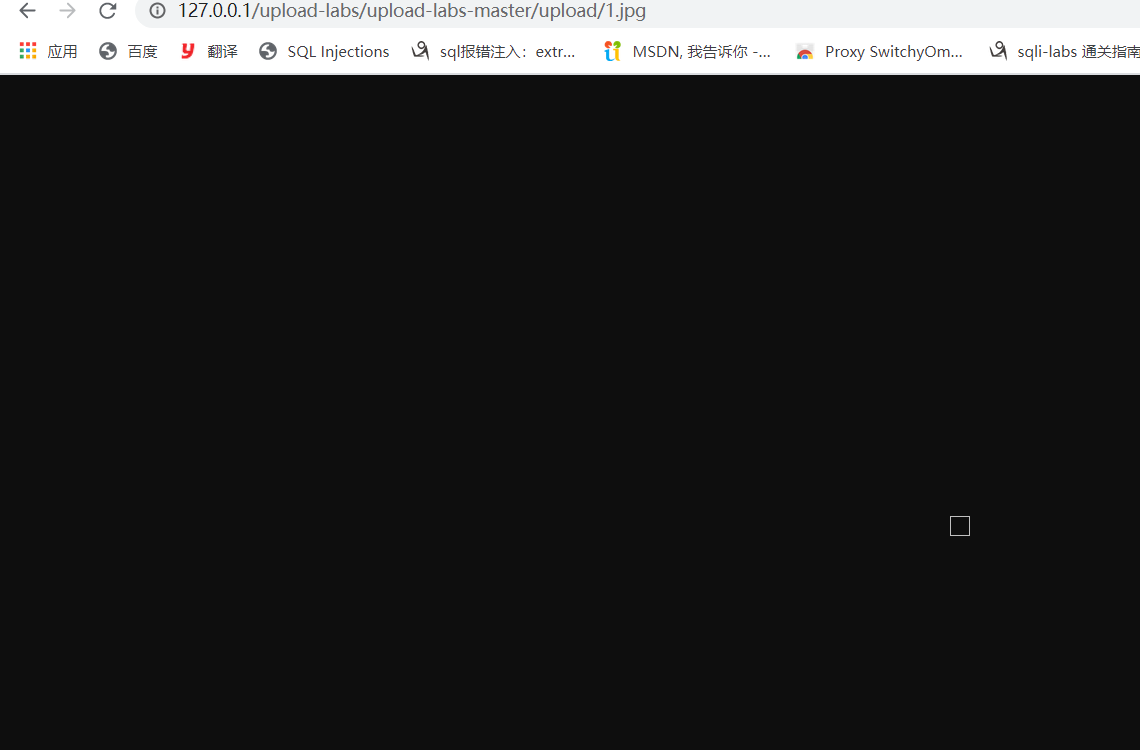 127.0.0.1/upload-labs/upload-labs-master/upload/1.jpg
应用 百度 翻译 SQL Injections sql报错注入：extr... MSDN, 我告诉你 -... Proxy SwitchyOm... sqli-labs 通关指南